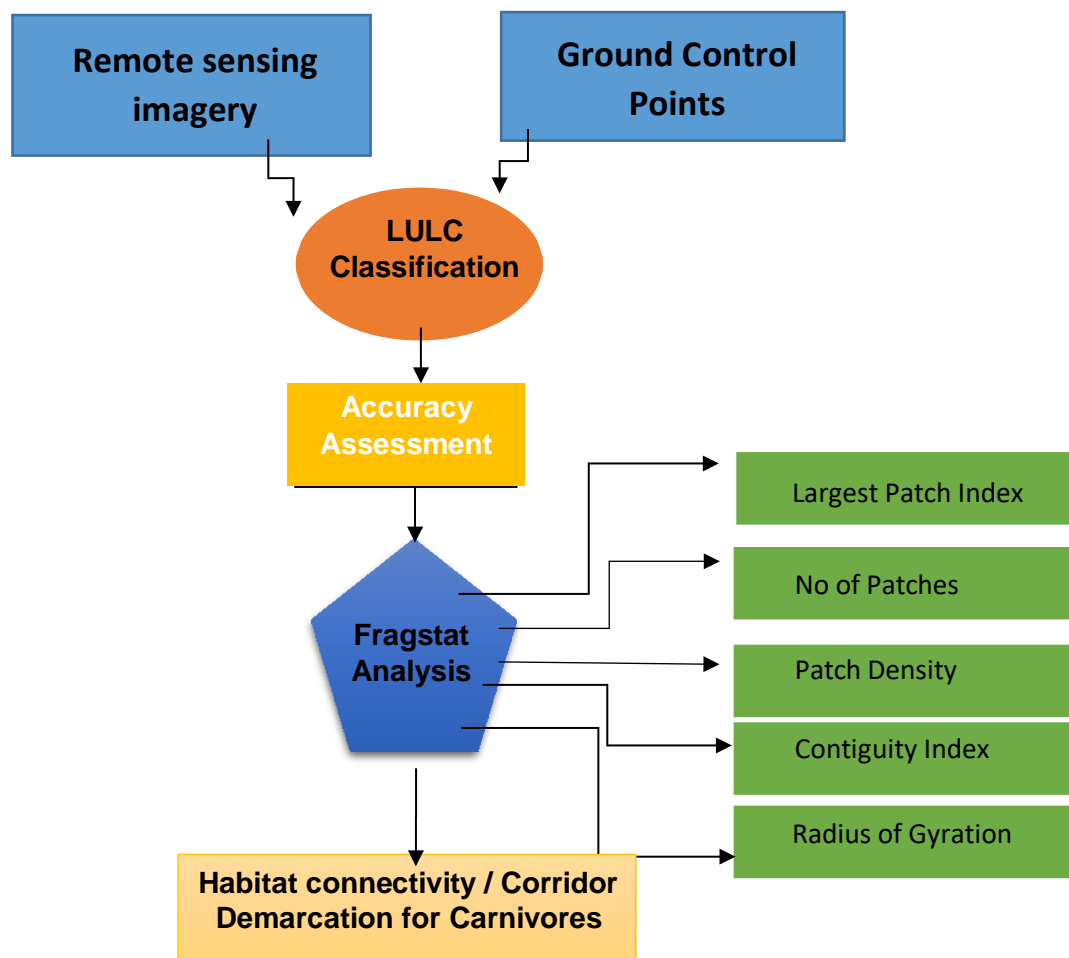 Remote sensing
imagery
Ground Control
Points
LULC
Classification
Accuracy
Assessment
Largest Patch Index
No of Patches
Fragstat
Analysis
Patch Density
Contiguity Index
Radius of Gyration
Habitat connectivity / Corridor
Demarcation for Carnivores